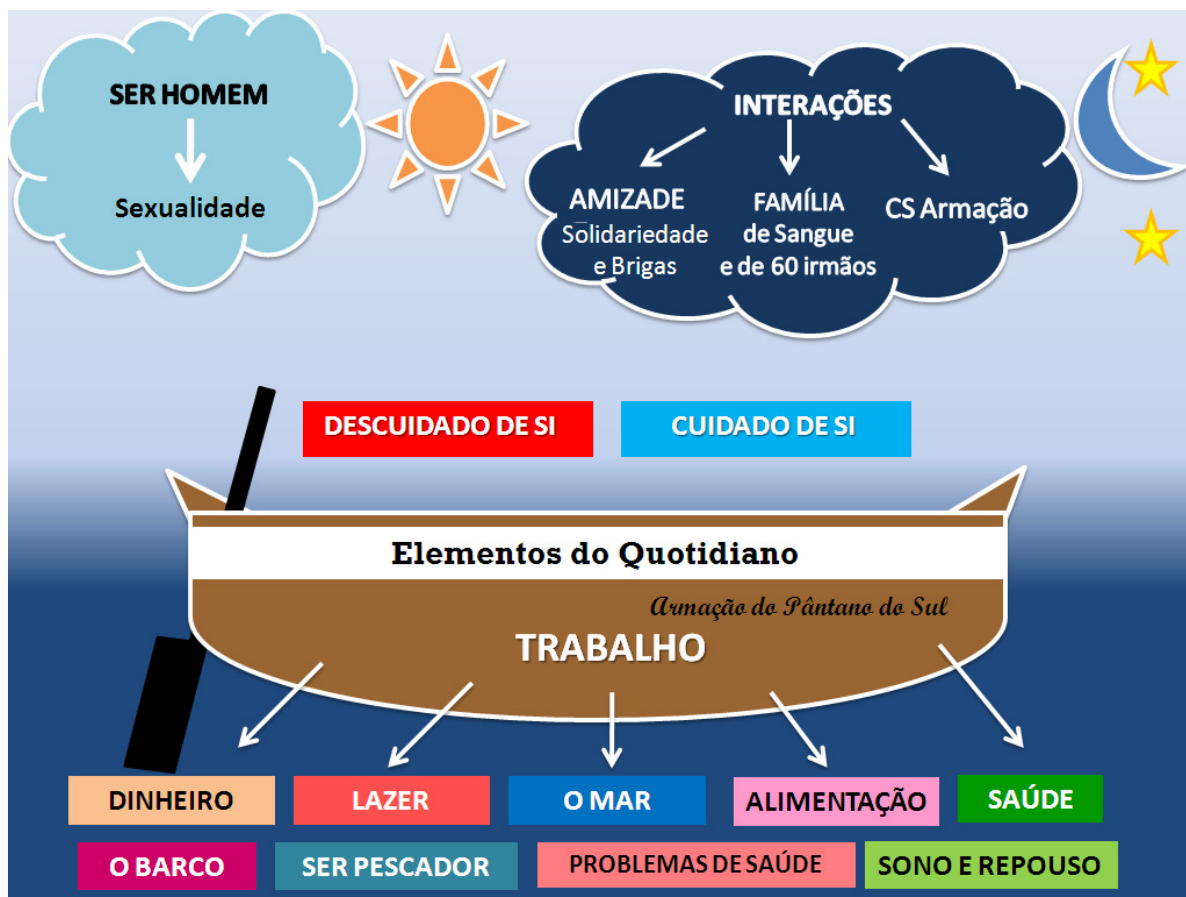 SER HOMEM
Sexualidade
INTERAÇÕES
AMIZADE
Solidariedade
e Brigas
FAMÍLIA
de Sangue
e de 60 irmãos
CS Armação
DESCUIDADO DE SI
CUIDADO DE SI
Elementos do Quotidiano
Armação do Pântano do Sul
TRABALHO
DINHEIRO
LAZER
O MAR
ALIMENTAÇÃO
SAÚDE
O BARCO
SER PESCADOR
PROBLEMAS DE SAÚDE
SONO E REPOUSO